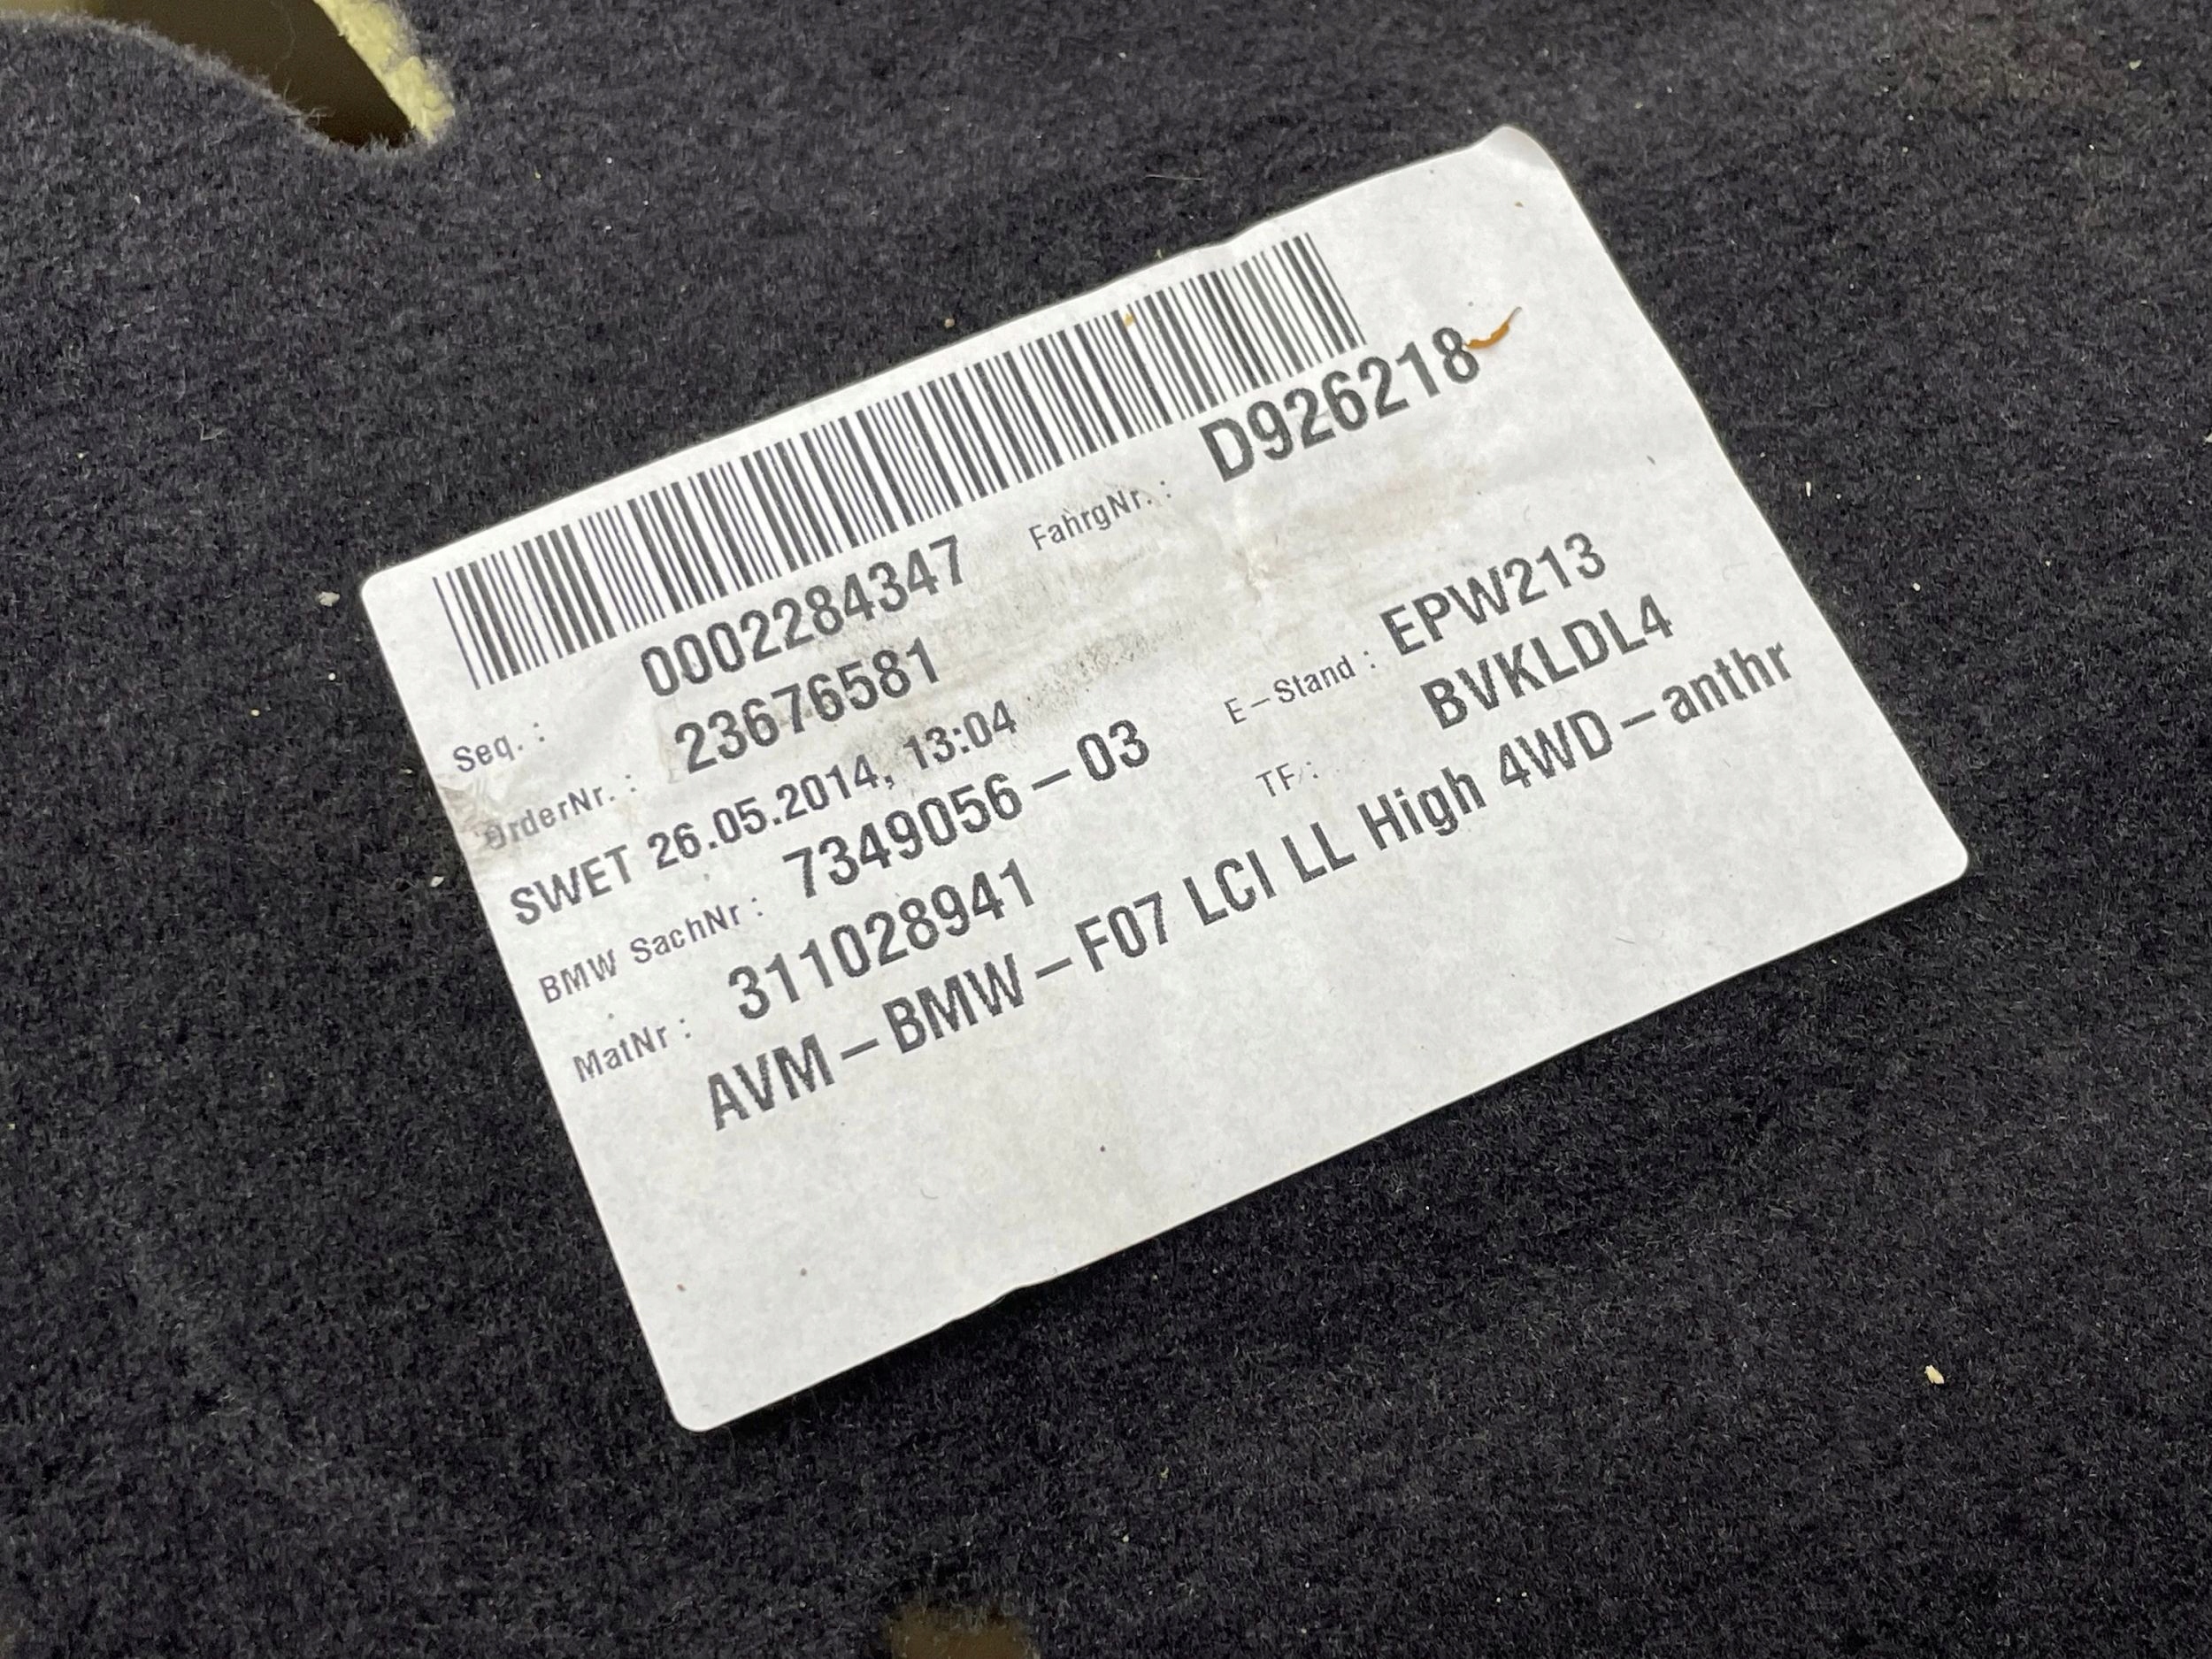 Seq. : 0002284347 FahrgNr. : D926218
OrderNr. : 23676581
SWET 26.05.2014, 13:04 E-Stand : EPW213
BMW SachNr : 7349056-03 TF : BVKLDL4
MatNr : 311028941
AVM-BMW-F07 LCI LL High 4WD-anthr